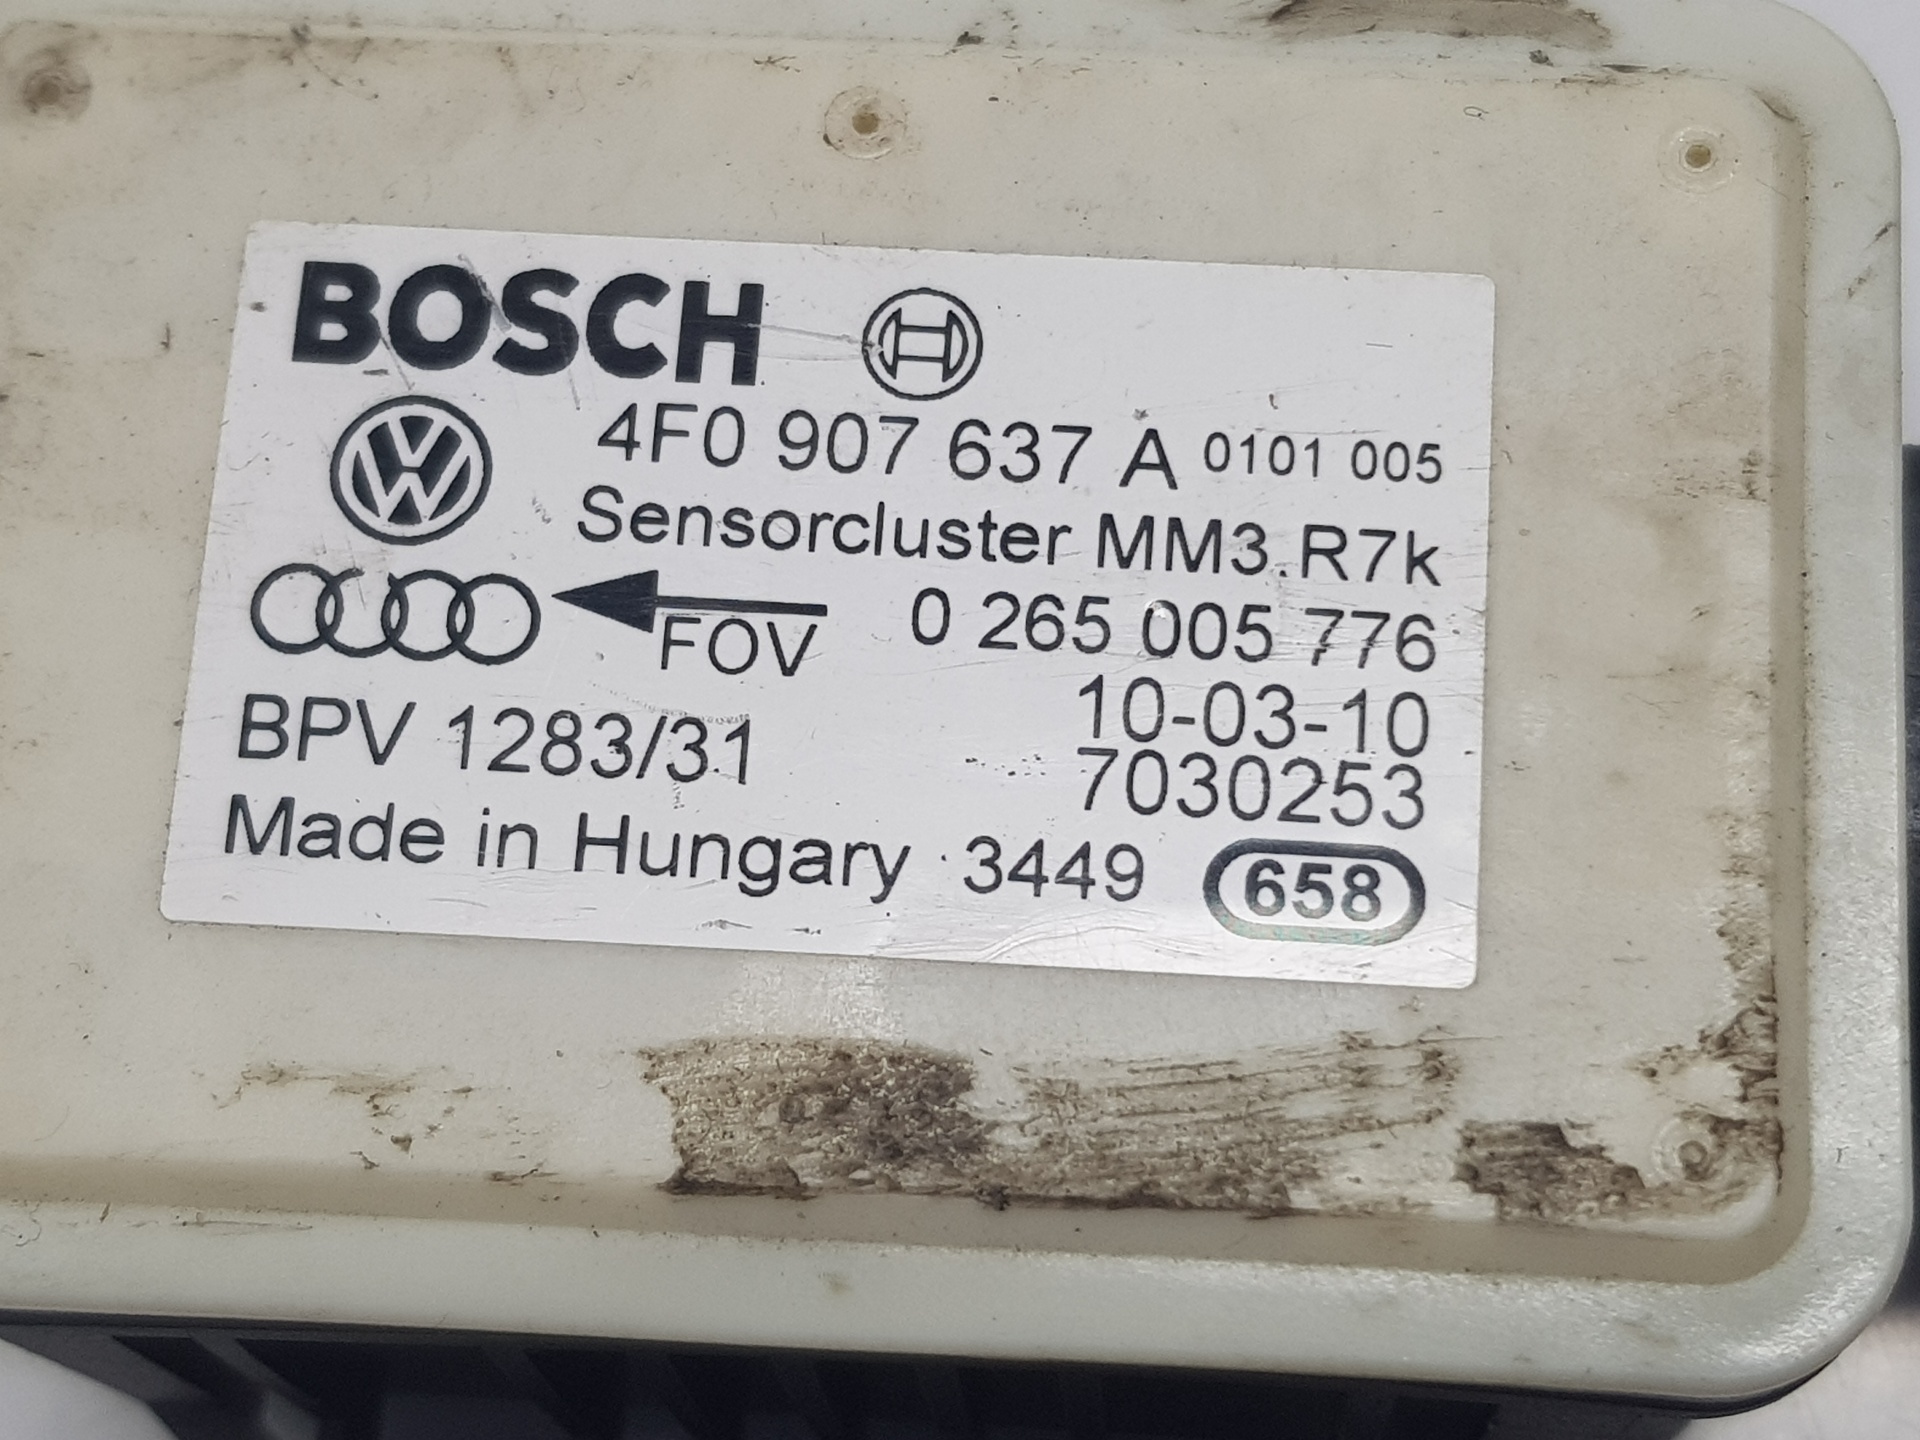 BOSCH
4F0 907 637 A 0101 005
Sensorcluster MM3.R7k
FOV 0 265 005 776
BPV 1283/31 10-03-10
7030253
Made in Hungary 3449 658